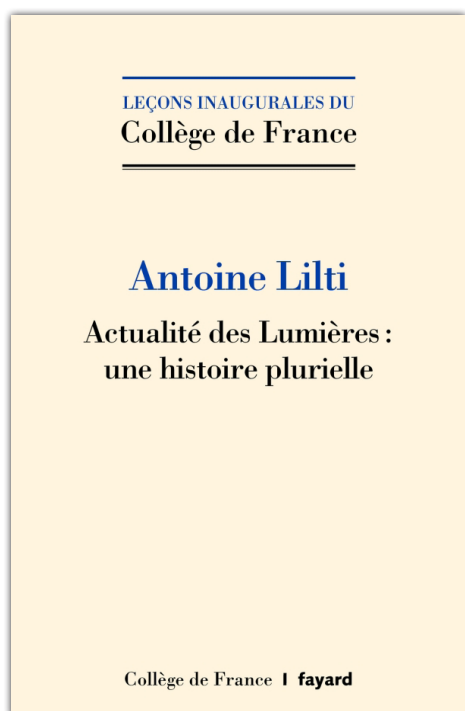 LEÇONS INAUGURALES DU
Collège de France
Antoine Lilti
Actualité des Lumières :
une histoire plurielle
Collège de France I fayard